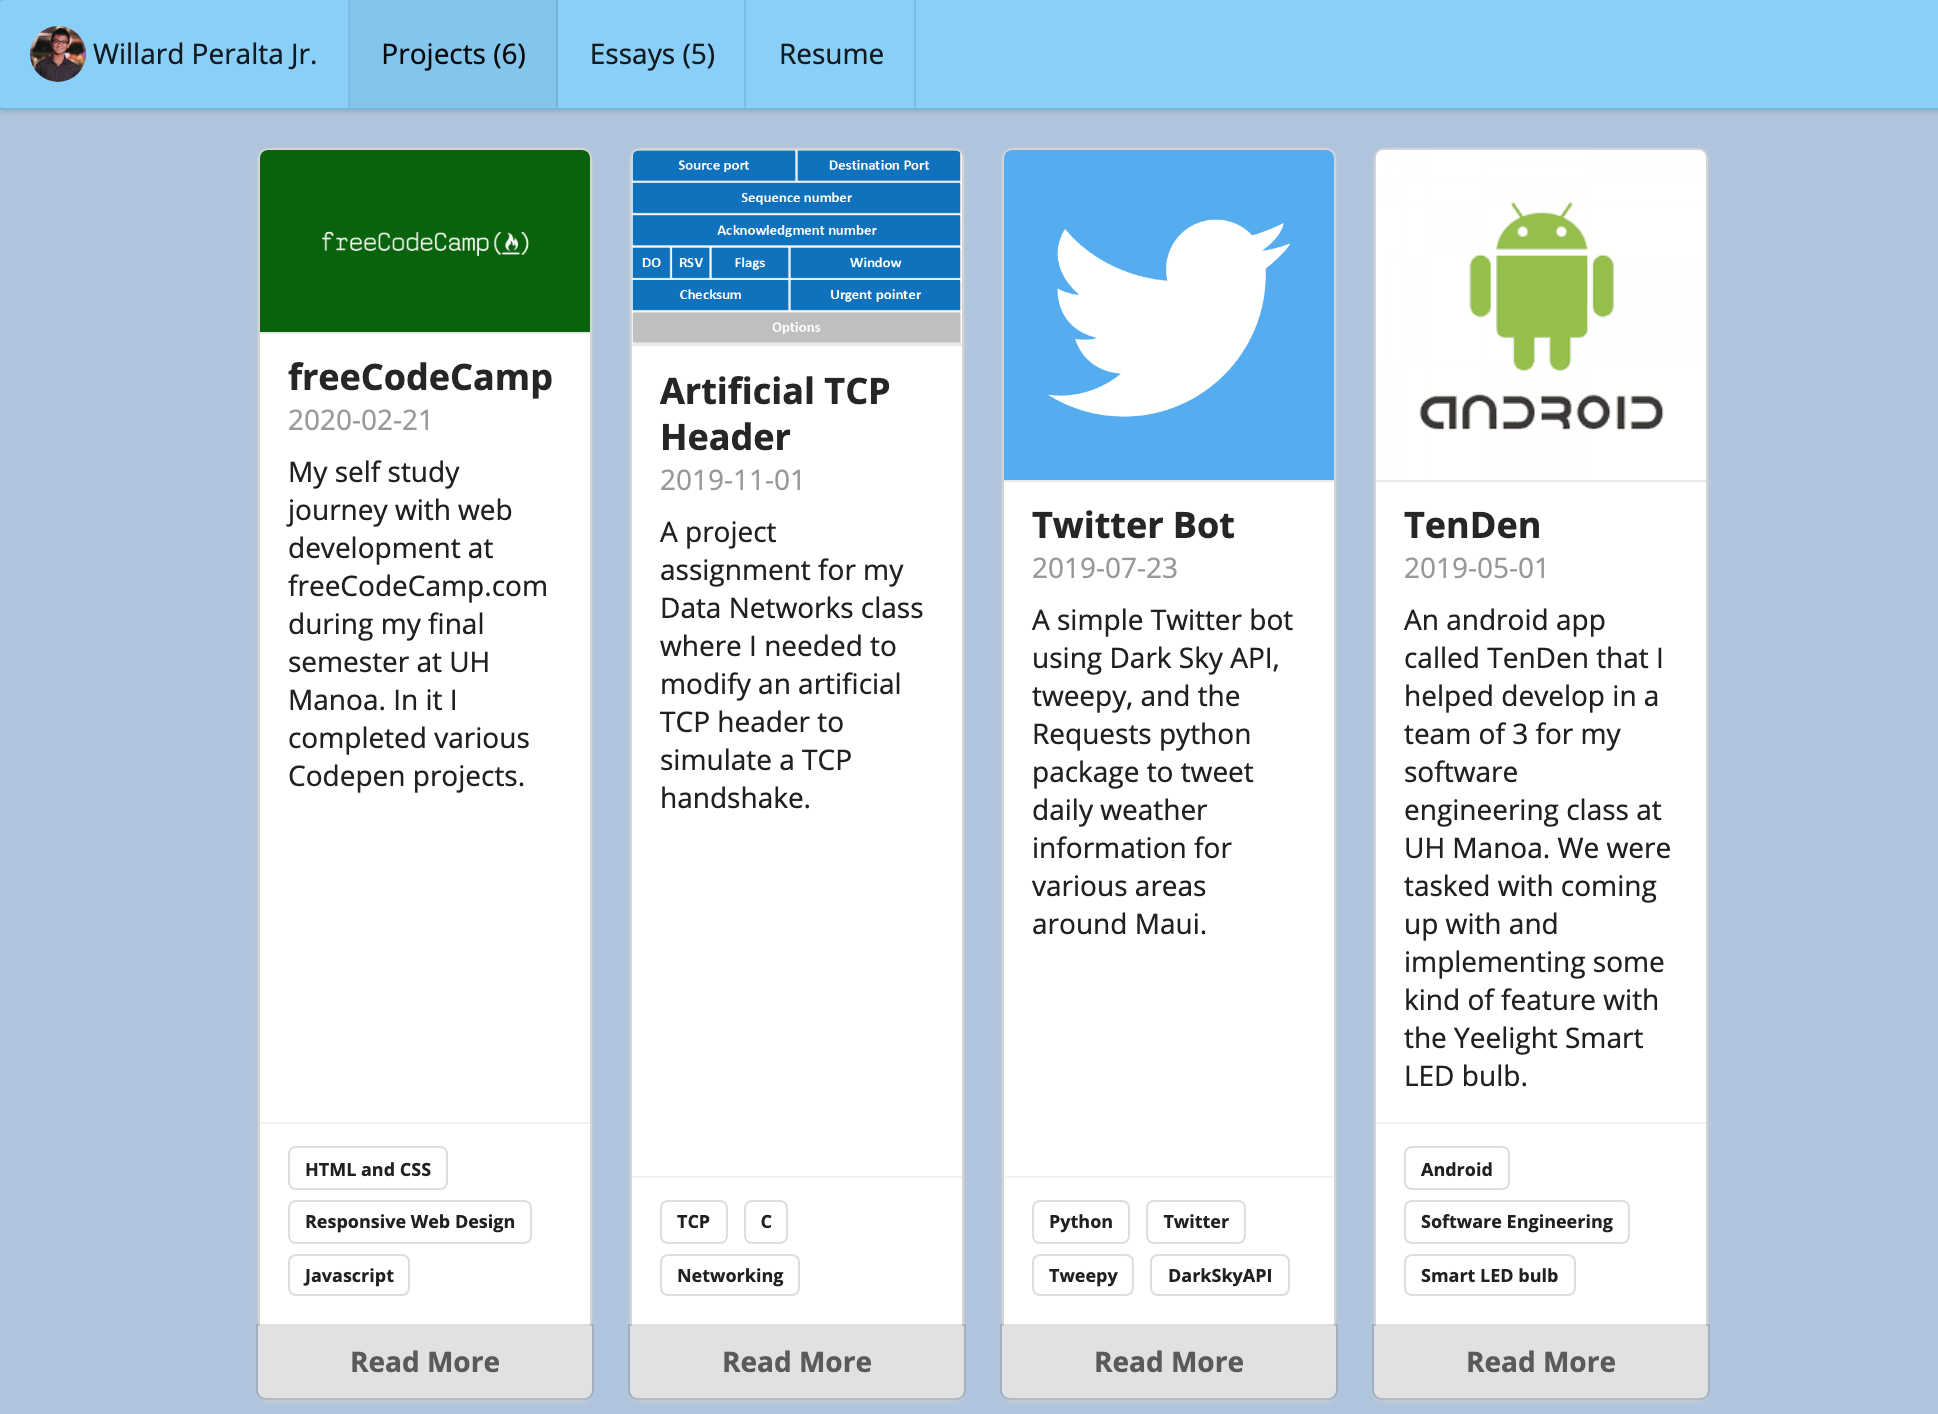 Willard Peralta Jr.
Projects (6)
Essays (5)
Resume
freeCodeCamp(🔥)
freeCodeCamp
2020-02-21
My self study
journey with web
development at
freeCodeCamp.com
during my final
semester at UH
Manoa. In it I
completed various
Codepen projects.
HTML and CSS
Responsive Web Design
Javascript
Read More
Source port Destination Port
Sequence number
Acknowledgment number
DO RSV Flags Window
Checksum Urgent pointer
Options
Artificial TCP
Header
2019-11-01
A project
assignment for my
Data Networks class
where I needed to
modify an artificial
TCP header to
simulate a TCP
handshake.
TCP C
Networking
Read More
Twitter Bot
2019-07-23
A simple Twitter bot
using Dark Sky API,
tweepy, and the
Requests python
package to tweet
daily weather
information for
various areas
around Maui.
Python Twitter
Tweepy DarkSkyAPI
Read More
ANDROID
TenDen
2019-05-01
An android app
called TenDen that I
helped develop in a
team of 3 for my
software
engineering class at
UH Manoa. We were
tasked with coming
up with and
implementing some
kind of feature with
the Yeelight Smart
LED bulb.
Android
Software Engineering
Smart LED bulb
Read More